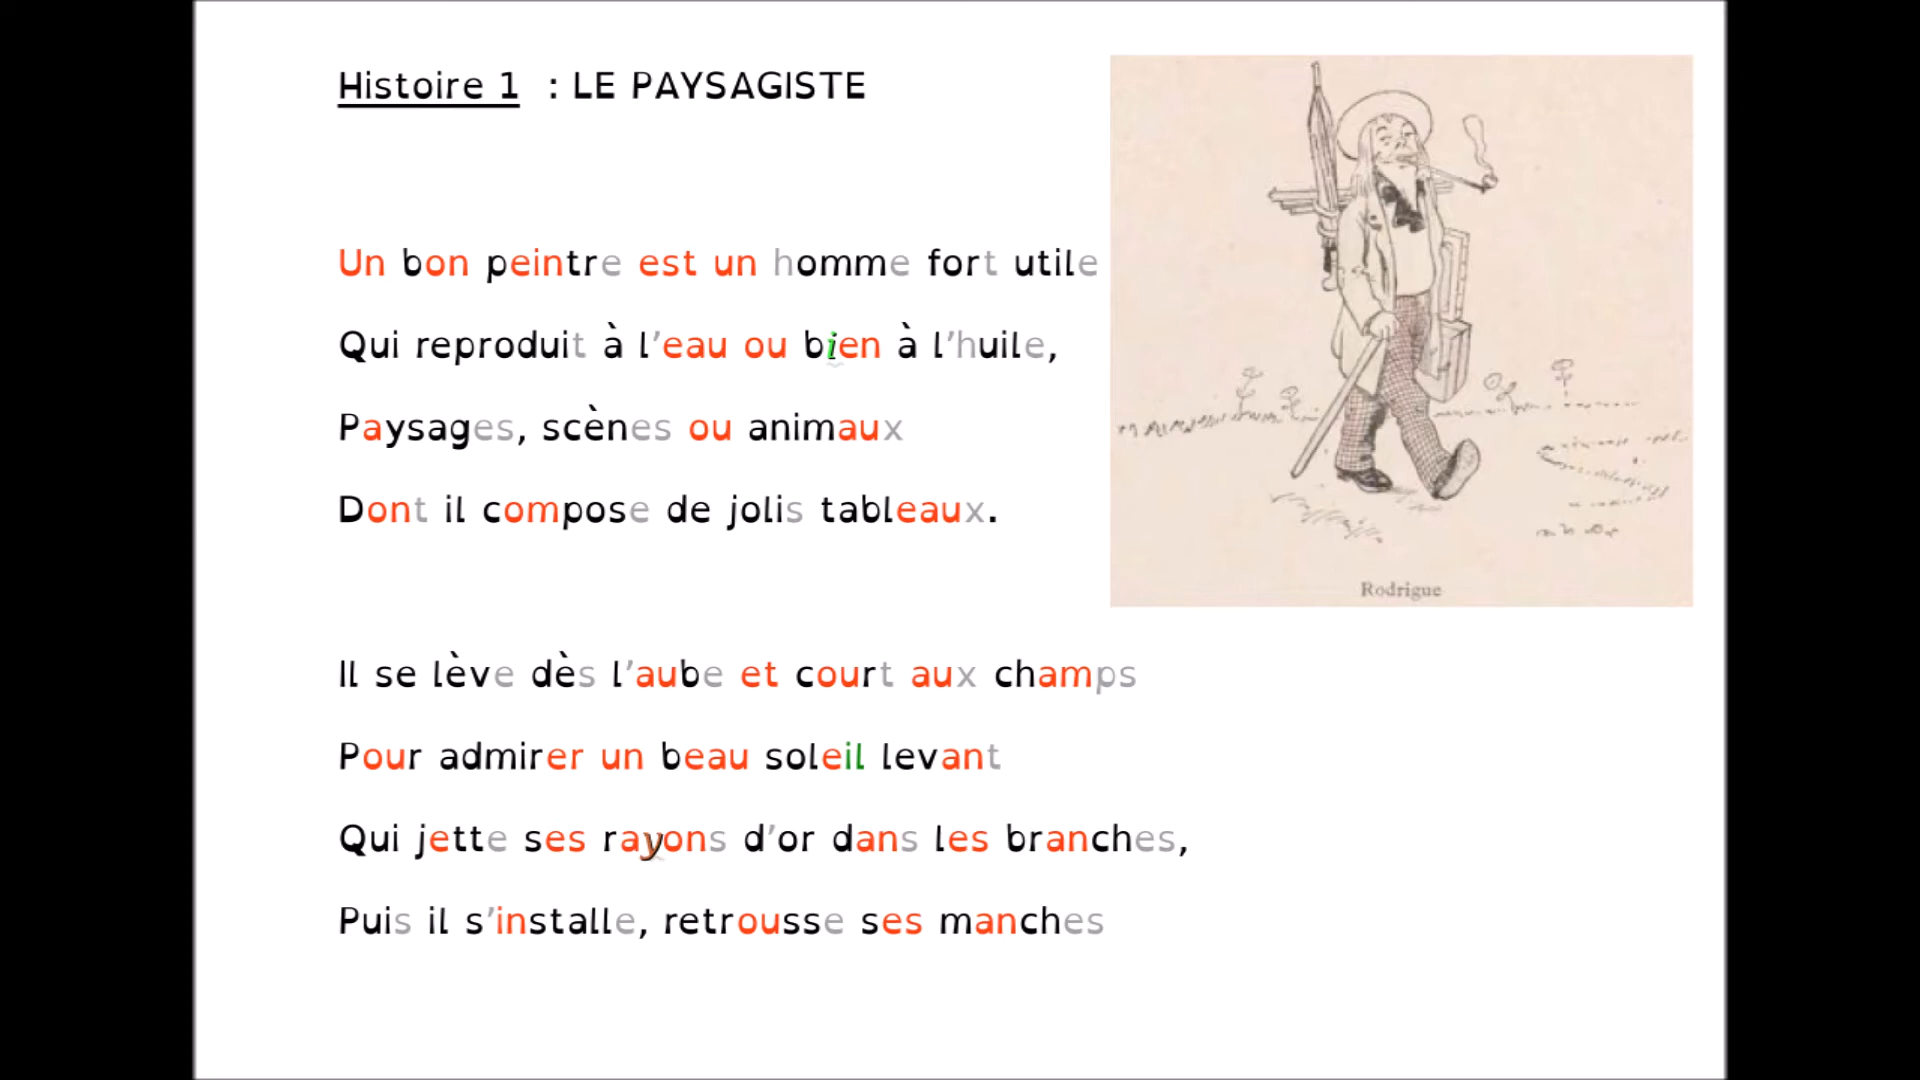 Histoire 1 : LE PAYSAGISTE
Un bon peintre est un homme fort utile
Qui reproduit à l'eau ou bien à l'huile,
Paysages, scènes ou animaux
Dont il compose de jolis tableaux.
Rodrigue
Il se lève dès l'aube et court aux champs
Pour admirer un beau soleil levant
Qui jette ses rayons d'or dans les branches,
Puis il s'installe, retrousse ses manches